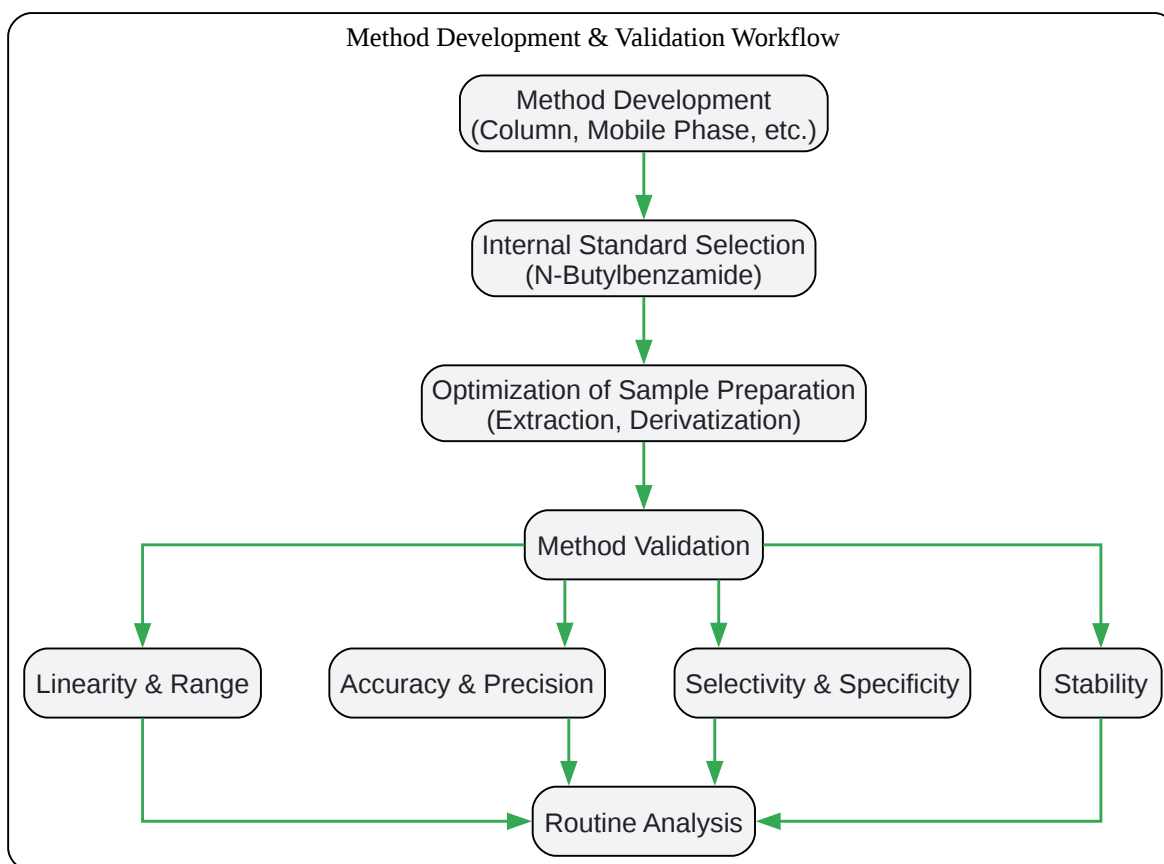 Method Development & Validation Workflow
Method Development
(Column, Mobile Phase, etc.)
Internal Standard Selection
(N-Butylbenzamide)
Optimization of Sample Preparation
(Extraction, Derivatization)
Method Validation
Linearity & Range
Accuracy & Precision
Selectivity & Specificity
Stability
Routine Analysis